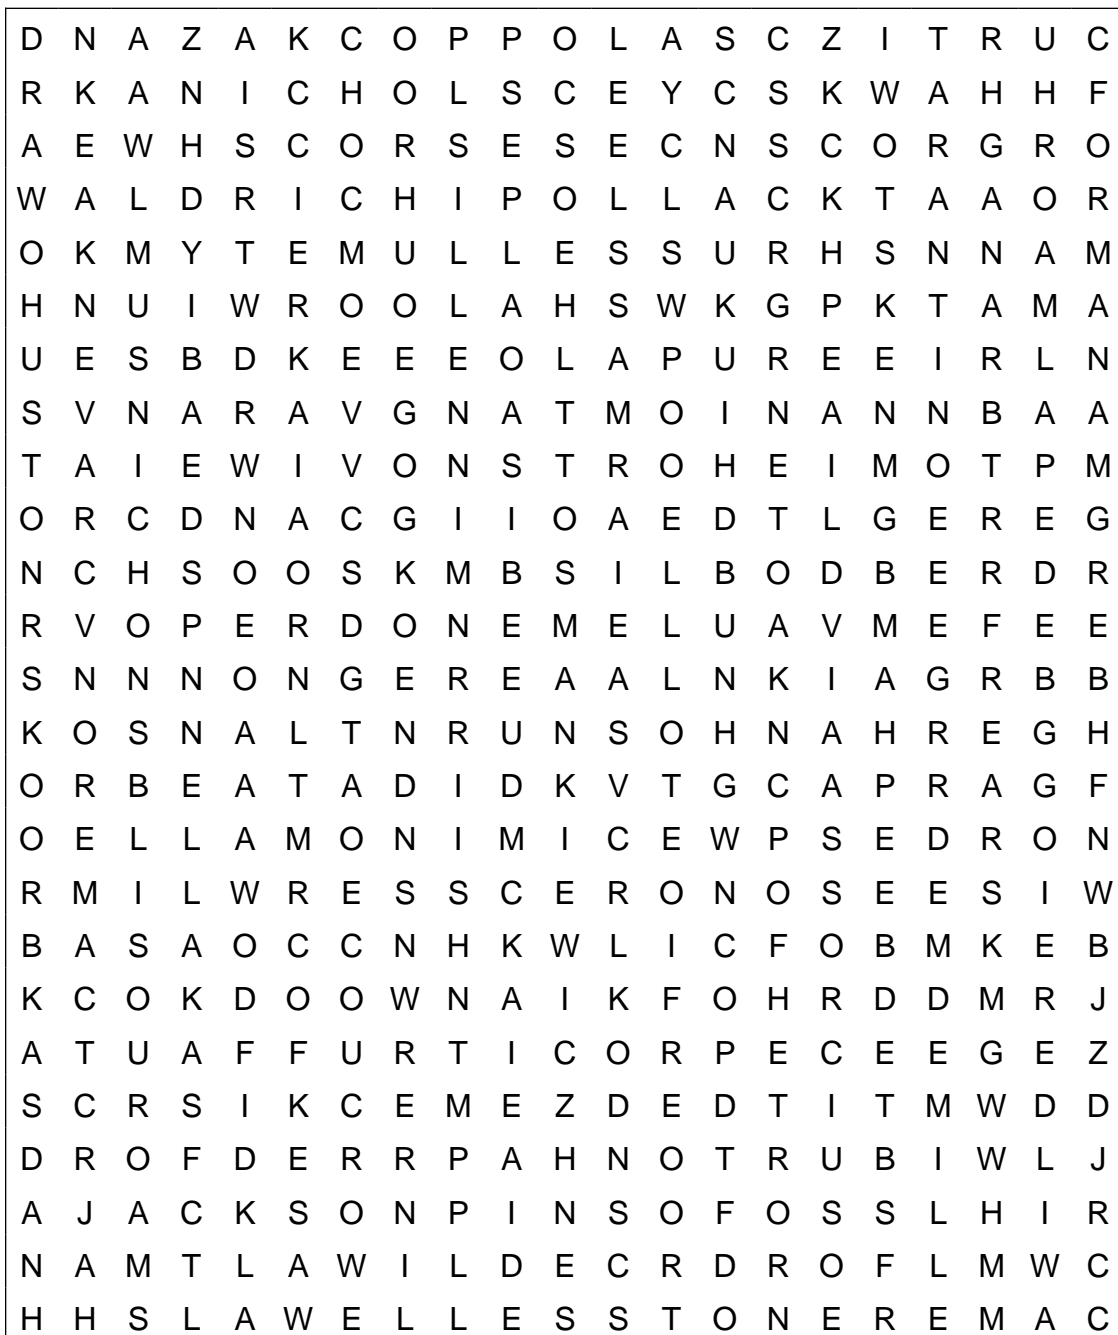 D N A Z A K C O P P O L A S C Z I T R U C
R K A N I C H O L S C E Y C S K W A H H F
A E W H S C O R S E S E C N S C O R G R O
W A L D R I C H I P O L L A C K T A A O R
O K M Y T E M U L L E S S U R H S N N A M
H N U I W R O O L A H S W K G P K T A M A
U E S B D K E E E O L A P U R E E I R L N
S V N A R A V G N A T M O I N A N N B A A
T A I E W I V O N S T R O H E I M O T P M
O R C D N A C G I I O A E D T L G E R E G
N C H S O O S K M B S I L B O D B E R D R
R V O P E R D O N E M E L U A V M E F E E
S N N N O N G E R E A A L N K I A G R B B
K O S N A L T N R U N S O H N A H R E G H
O R B E A T A D I D K V T G C A P R A G F
O E L L A M O N I M I C E W P S E D R O N
R M I L W R E S S C E R O N O S E E S I W
B A S A O C C N H K W L I C F O B M K E B
K C O K D O O W N A I K F O H R D D M R J
A T U A F F U R T I C O R P E C E E G E Z
S C R S I K C E M E Z D E D T I T M W D D
D R O F D E R R P A H N O T R U B I W L J
A J A C K S O N P I N S O F O S S L H I R
N A M T L A W I L D E C R D R O F L M W C
H H S L A W E L L E S S T O N E R E M A C